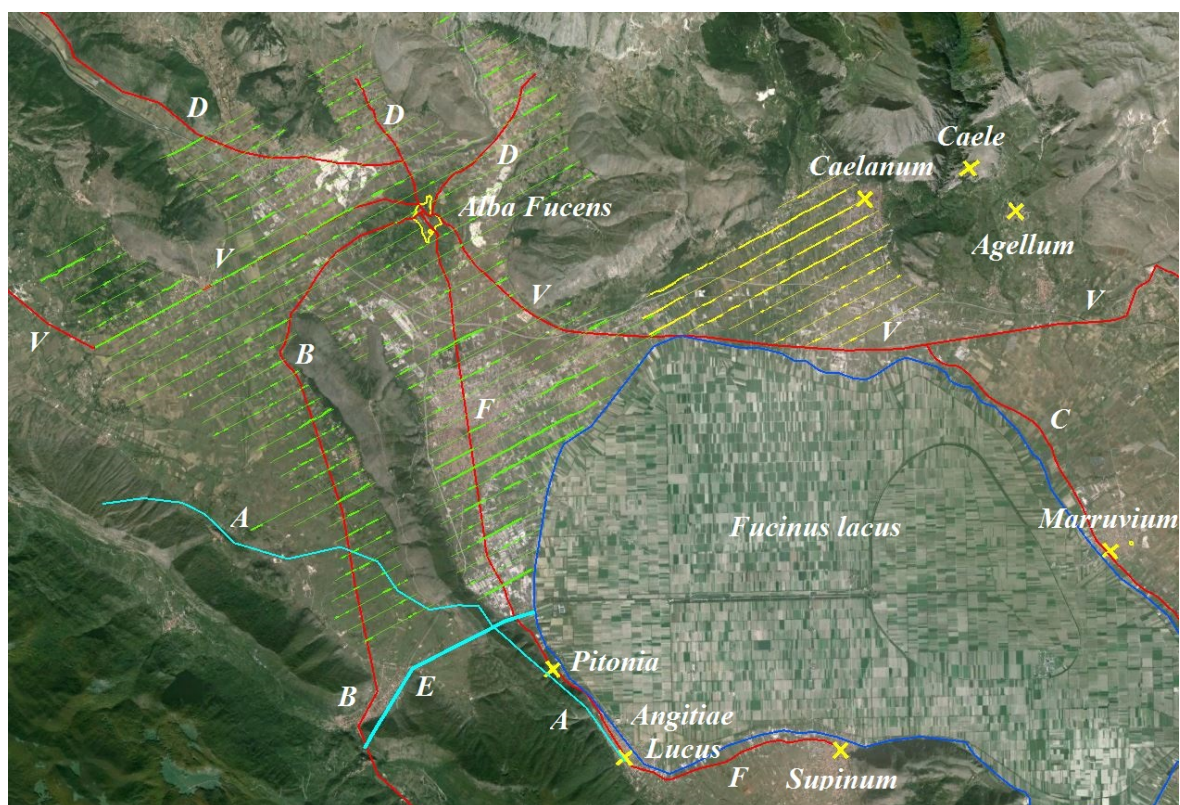 D
D
Caele
D
Caelanum
Alba Fucens
Agellum
V
V
V
V
V
B
F
C
A
Fucinus lacus
Marruvium
Pitonia
E
B
A
Angitiae
Lucus
F
Supinum